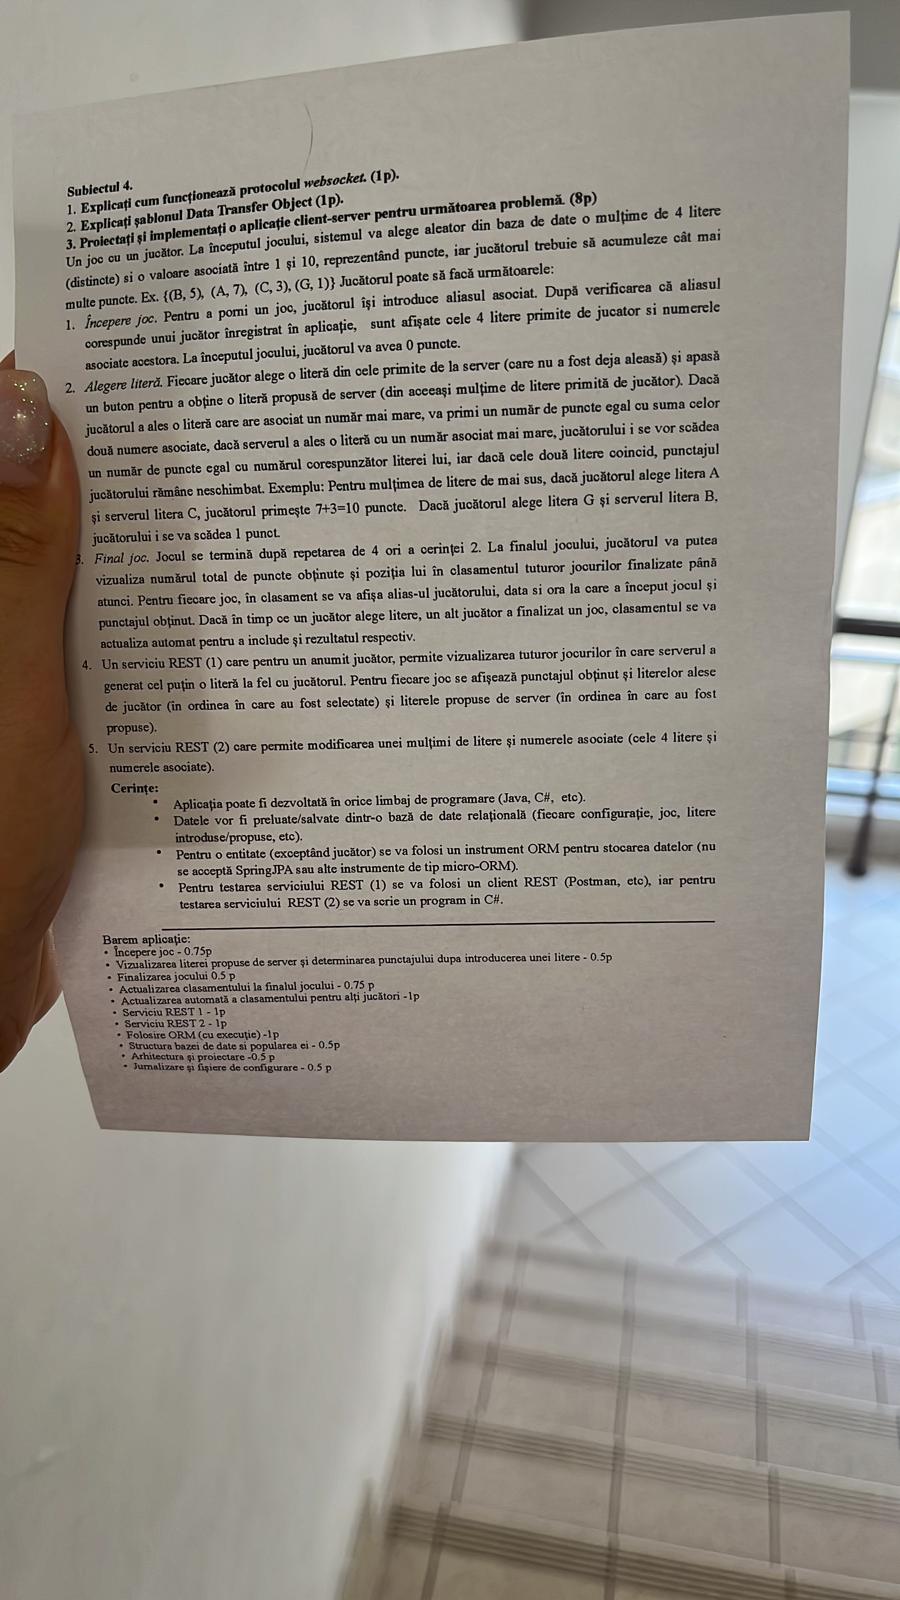 Subiectul 4.
1. Explicați cum funcționează protocolul websocket. (1p).
2. Explicați șablonul Data Transfer Object (1p).
3. Proiectați și implementați o aplicație client-server pentru următoarea problemă. (8p)
Un joc cu un jucător. La începutul jocului, sistemul va alege aleator din baza de date o mulțime de 4 litere
(distincte) si o valoare asociată între 1 și 10, reprezentând puncte, iar jucătorul trebuie să acumuleze cât mai
multe puncte. Ex. {(B, 5), (A, 7), (C, 3), (G, 1)} Jucătorul poate să facă următoarele:
1. Începere joc. Pentru a porni un joc, jucătorul își introduce aliasul asociat. După verificarea că aliasul
corespunde unui jucător înregistrat în aplicație, sunt afișate cele 4 litere primite de jucator si numerele
asociate acestora. La începutul jocului, jucătorul va avea 0 puncte.
2. Alegere literă. Fiecare jucător alege o literă din cele primite de la server (care nu a fost deja aleasă) și apasă
un buton pentru a obține o literă propusă de server (din aceeași mulțime de litere primită de jucător). Dacă
jucătorul a ales o literă care are asociat un număr mai mare, va primi un număr de puncte egal cu suma celor
două numere asociate, dacă serverul a ales o literă cu un număr asociat mai mare, jucătorului i se vor scădea
un număr de puncte egal cu numărul corespunzător literei lui, iar dacă cele două litere coincid, punctajul
jucătorului rămâne neschimbat. Exemplu: Pentru mulțimea de litere de mai sus, dacă jucătorul alege litera A
și serverul litera C, jucătorul primește 7+3=10 puncte. Dacă jucătorul alege litera G și serverul litera B,
jucătorului i se va scădea 1 punct.
3. Final joc. Jocul se termină după repetarea de 4 ori a cerinței 2. La finalul jocului, jucătorul va putea
vizualiza numărul total de puncte obținute și poziția lui în clasamentul tuturor jocurilor finalizate până
atunci. Pentru fiecare joc, în clasament se va afișa alias-ul jucătorului, data si ora la care a început jocul și
punctajul obținut. Dacă în timp ce un jucător alege litere, un alt jucător a finalizat un joc, clasamentul se va
actualiza automat pentru a include și rezultatul respectiv.
4. Un serviciu REST (1) care pentru un anumit jucător, permite vizualizarea tuturor jocurilor în care serverul a
generat cel puțin o literă la fel cu jucătorul. Pentru fiecare joc se afișează punctajul obținut și literelor alese
de jucător (în ordinea în care au fost selectate) și literele propuse de server (în ordinea în care au fost
propuse).
5. Un serviciu REST (2) care permite modificarea unei mulțimi de litere și numerele asociate (cele 4 litere și
numerele asociate).
Cerințe:
• Aplicația poate fi dezvoltată în orice limbaj de programare (Java, C#, etc).
• Datele vor fi preluate/salvate dintr-o bază de date relațională (fiecare configurație, joc, litere
introduse/propuse, etc).
• Pentru o entitate (exceptând jucător) se va folosi un instrument ORM pentru stocarea datelor (nu
se acceptă SpringJPA sau alte instrumente de tip micro-ORM).
• Pentru testarea serviciului REST (1) se va folosi un client REST (Postman, etc), iar pentru
testarea serviciului REST (2) se va scrie un program in C#.
Barem aplicație:
• Începere joc - 0.75p
• Vizualizarea literei propuse de server și determinarea punctajului dupa introducerea unei litere - 0.5p
• Finalizarea jocului 0.5 p
• Actualizarea clasamentului la finalul jocului - 0.75 p
• Actualizarea automată a clasamentului pentru alți jucători -1p
• Serviciu REST 1 - 1p
• Serviciu REST 2 - 1p
• Folosire ORM (cu execuție) -1p
• Structura bazei de date si popularea ei - 0.5p
• Arhitectura și proiectare -0.5 p
• Jurnalizare și fișiere de configurare - 0.5 p